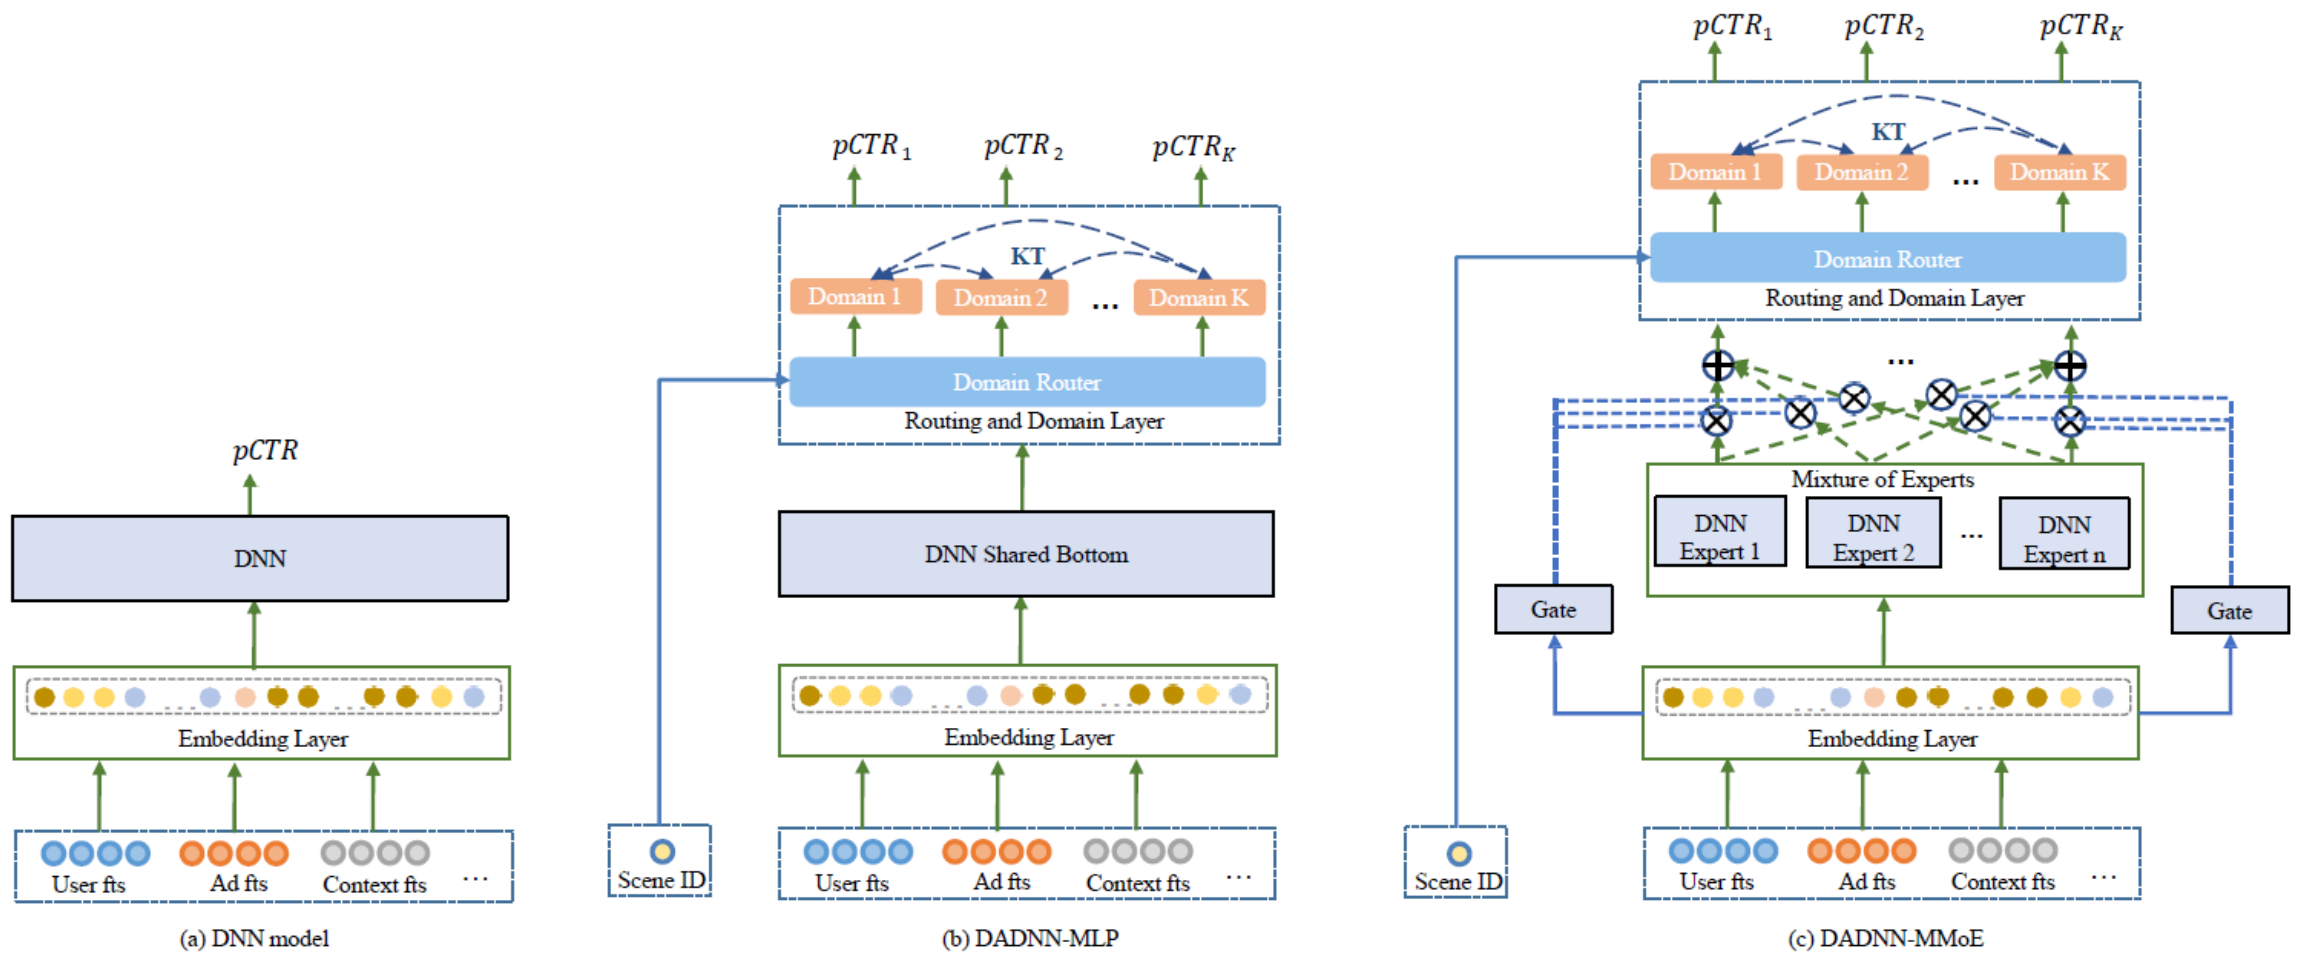 pCTR
DNN
Embedding Layer
User fts
Ad fts
Context fts
...
(a) DNN model
pCTR1
pCTR2
pCTRK
KT
Domain 1
Domain 2
...
Domain K
Domain Router
Routing and Domain Layer
DNN Shared Bottom
Embedding Layer
Scene ID
User fts
Ad fts
Context fts
...
(b) DADNN-MLP
pCTR1
pCTR2
pCTRK
KT
Domain 1
Domain 2
...
Domain K
Domain Router
Routing and Domain Layer
...
Mixture of Experts
DNN
Expert 1
DNN
Expert 2
...
DNN
Expert n
Gate
Gate
Embedding Layer
Scene ID
User fts
Ad fts
Context fts
...
(c) DADNN-MMoE